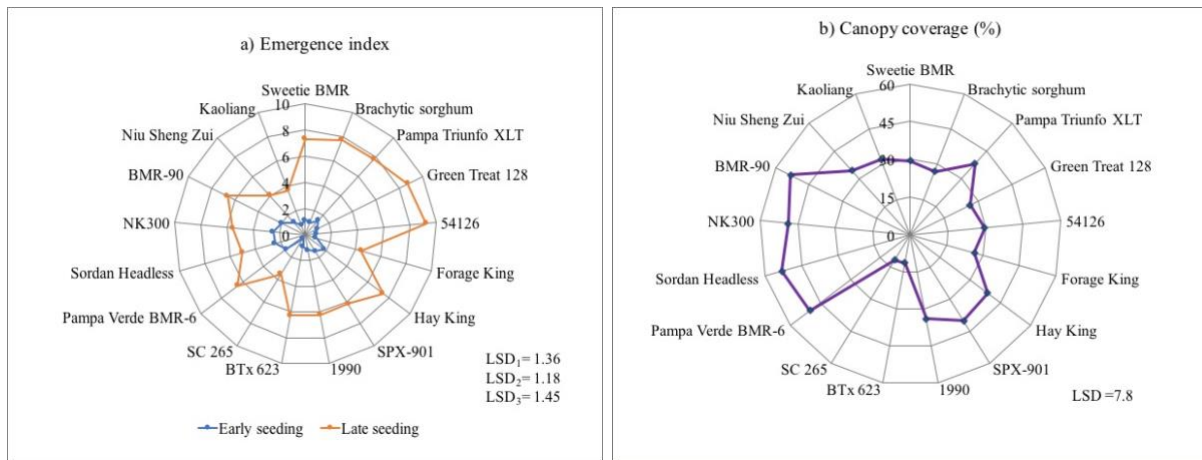 a) Emergence index
Sweetie BMR
Brachytic sorghum
Pampa Triunfo XLT
Green Treat 128
54126
Forage King
Hay King
SPX-901
1990
BTx 623
SC 265
Pampa Verde BMR-6
Sordan Headless
NK300
BMR-90
Niu Sheng Zui
Kaoliang
10
8
6
4
2
0
LSD1= 1.36
LSD2= 1.18
LSD3= 1.45
Early seeding
Late seeding
b) Canopy coverage (%)
Sweetie BMR
Brachytic sorghum
Pampa Triunfo XLT
Green Treat 128
54126
Forage King
Hay King
SPX-901
1990
BTx 623
SC 265
Pampa Verde BMR-6
Sordan Headless
NK300
BMR-90
Niu Sheng Zui
Kaoliang
60
45
30
15
0
LSD =7.8